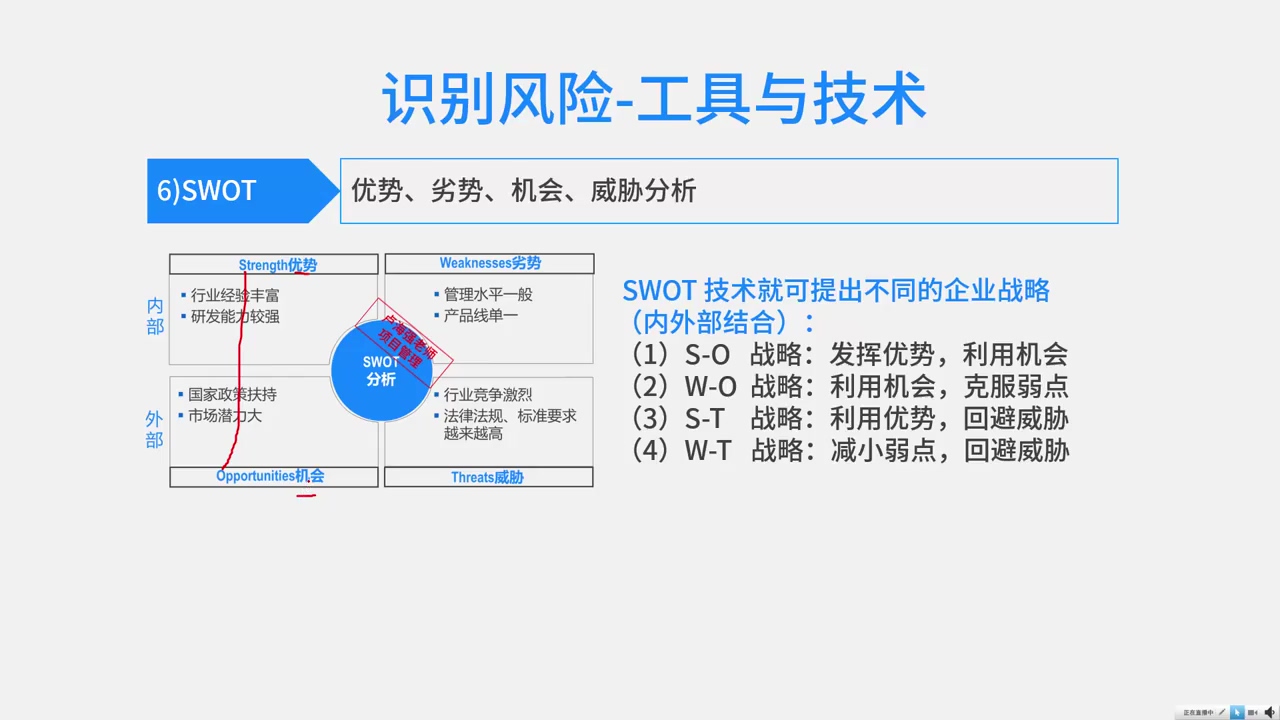 识别风险-工具与技术
6)SWOT
优势、劣势、机会、威胁分析
Strength优势
Weaknesses劣势
内部
行业经验丰富
研发能力较强
管理水平一般
产品线单一
卢海强老师
项目管理
SWOT
分析
外部
国家政策扶持
市场潜力大
行业竞争激烈
法律法规、标准要求
越来越高
Opportunities机会
Threats威胁
SWOT 技术就可提出不同的企业战略
（内外部结合）：
（1）S-O 战略：发挥优势，利用机会
（2）W-O 战略：利用机会，克服弱点
（3）S-T 战略：利用优势，回避威胁
（4）W-T 战略：减小弱点，回避威胁
正在直播中